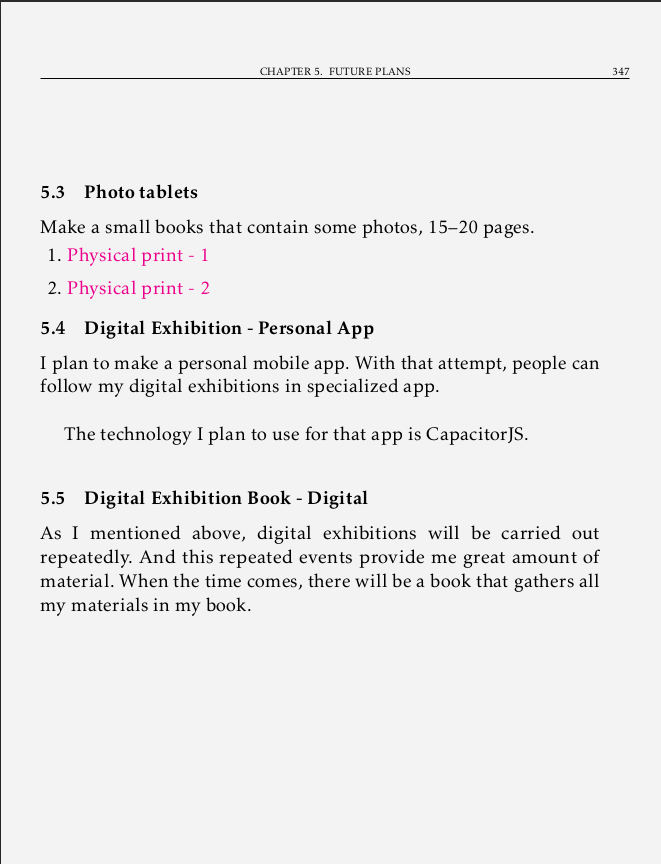 CHAPTER 5. FUTURE PLANS 347
5.3 Photo tablets
Make a small books that contain some photos, 15–20 pages.
1. Physical print - 1
2. Physical print - 2
5.4 Digital Exhibition - Personal App
I plan to make a personal mobile app. With that attempt, people can
follow my digital exhibitions in specialized app.
The technology I plan to use for that app is CapacitorJS.
5.5 Digital Exhibition Book - Digital
As I mentioned above, digital exhibitions will be carried out
repeatedly. And this repeated events provide me great amount of
material. When the time comes, there will be a book that gathers all
my materials in my book.